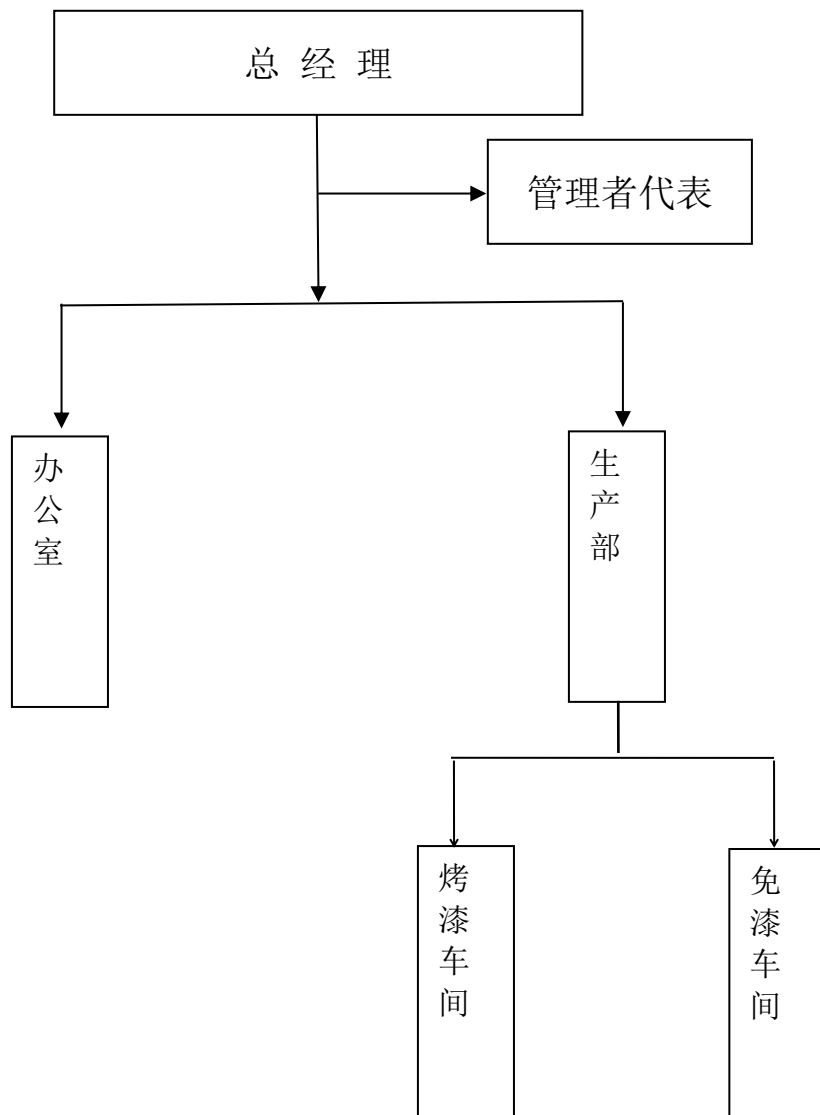 总 经 理
管理者代表
办公室
生产部
烤漆车间
免漆车间